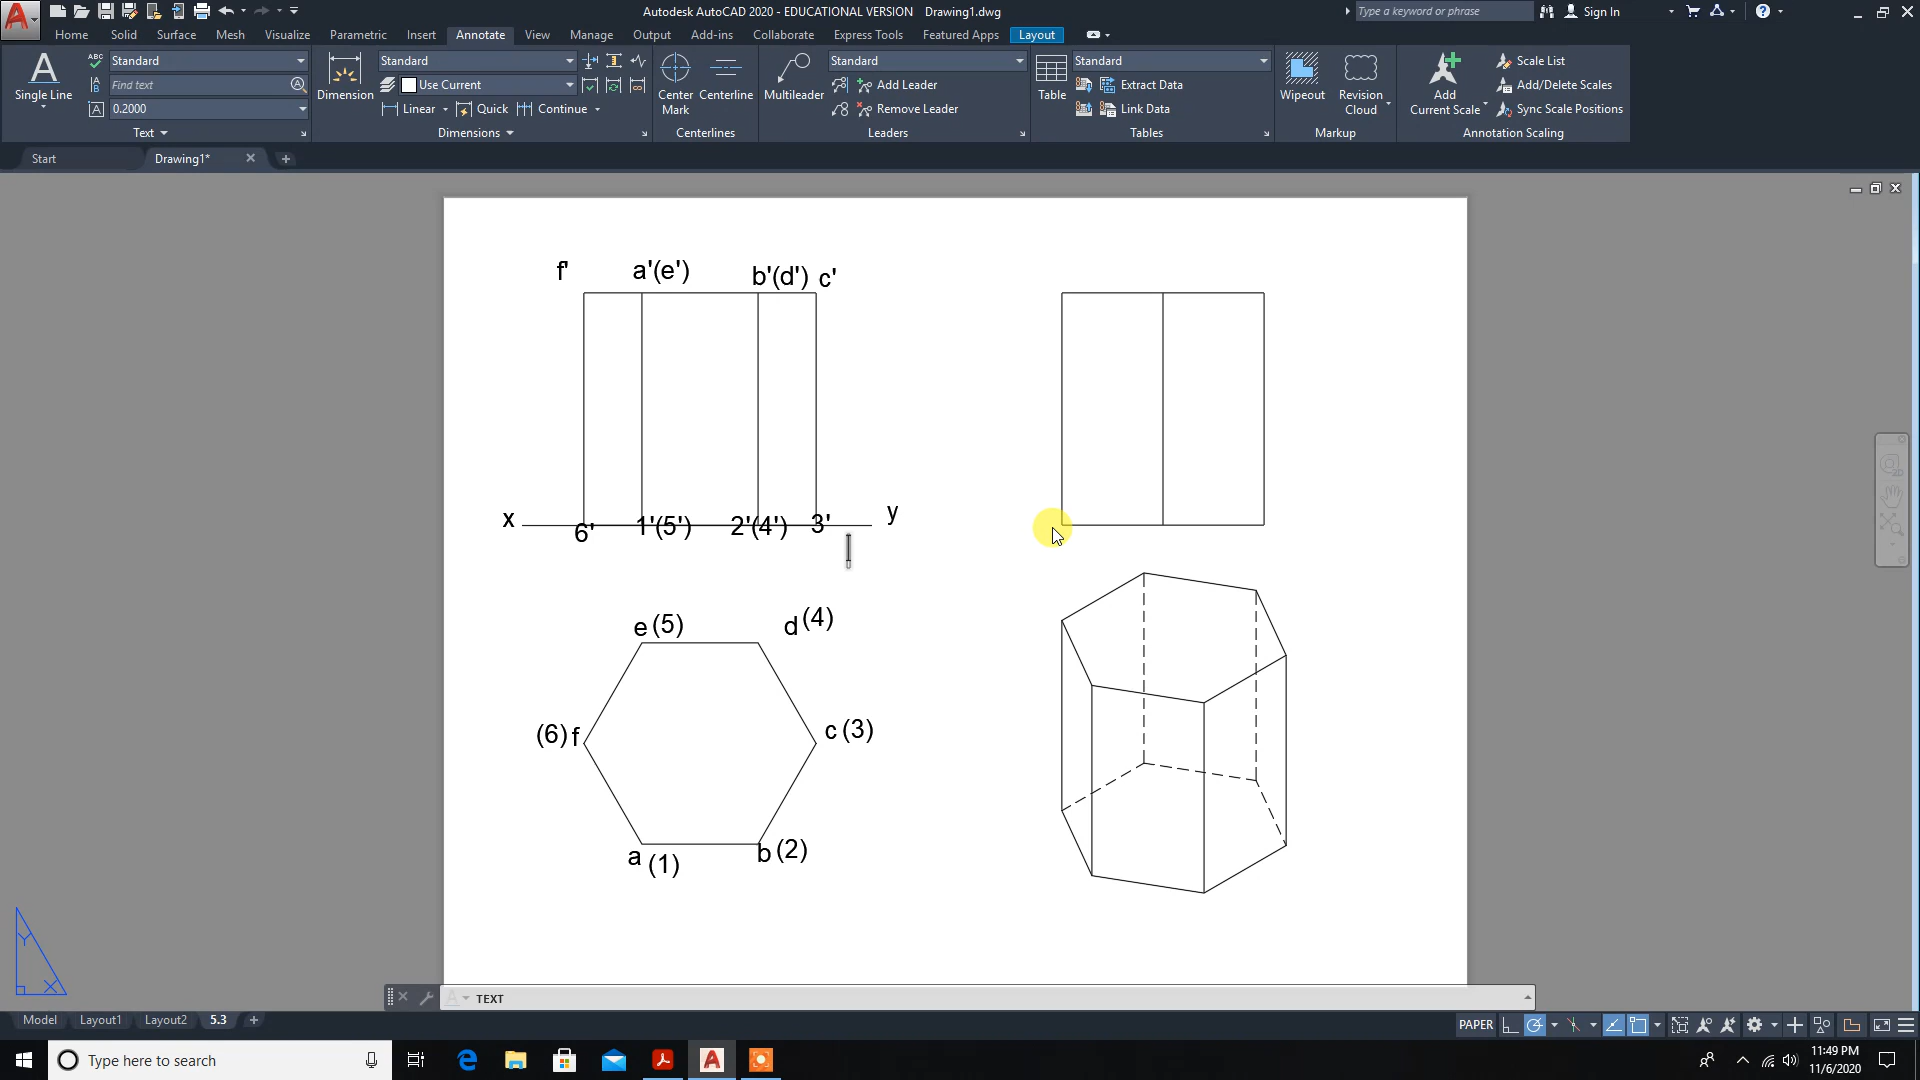 Autodesk AutoCAD 2020 - EDUCATIONAL VERSION Drawing1.dwg
Type a keyword or phrase
Sign In
Home Solid Surface Mesh Visualize Parametric Insert Annotate View Manage Output Add-ins Collaborate Express Tools Featured Apps Layout
Single Line
ABC
Standard
Find text
0.2000
Text
Dimension
Standard
Use Current
Linear Quick Continue
Dimensions
Center Mark
Centerline
Centerlines
Multileader
Standard
Add Leader
Remove Leader
Leaders
Table
Standard
Extract Data
Link Data
Tables
Wipeout
Revision Cloud
Markup
Add Current Scale
Scale List
Add/Delete Scales
Sync Scale Positions
Annotation Scaling
Start Drawing1*
f' a'(e') b'(d') c'
x 6' 1'(5') 2'(4') 3' y
e (5) d (4)
(6) f c (3)
a (1) b (2)
Y
X
TEXT
Model Layout1 Layout2 5.3
PAPER
Type here to search
11:49 PM
11/6/2020